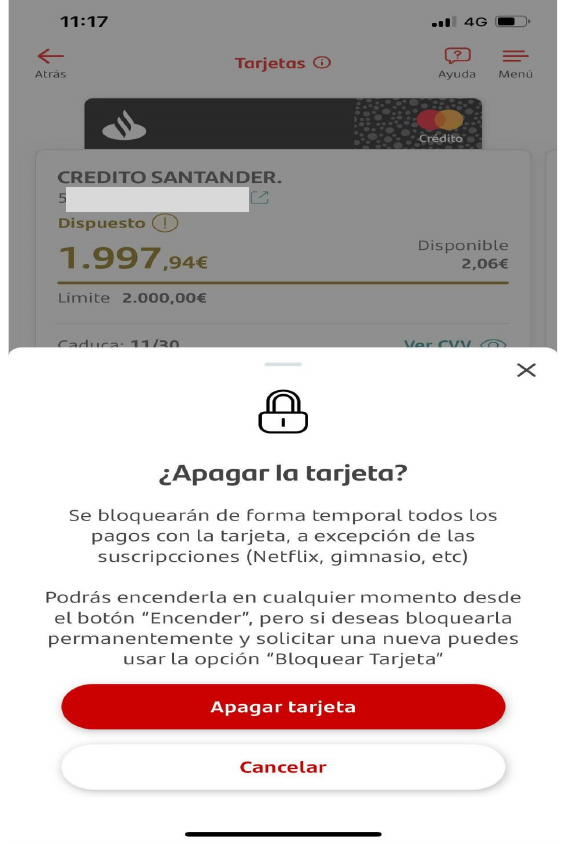 11:17
4G
Tarjetas
Atrás
Ayuda
Menú
Crédito
CREDITO SANTANDER.
5
Dispuesto
1.997,94€
Disponible
2,06€
Límite 2.000,00€
Caduca: 11/30
Ver CVV
¿Apagar la tarjeta?
Se bloquearán de forma temporal todos los
pagos con la tarjeta, a excepción de las
suscripcciones (Netflix, gimnasio, etc)
Podrás encenderla en cualquier momento desde
el botón “Encender”, pero si deseas bloquearla
permanentemente y solicitar una nueva puedes
usar la opción “Bloquear Tarjeta”
Apagar tarjeta
Cancelar